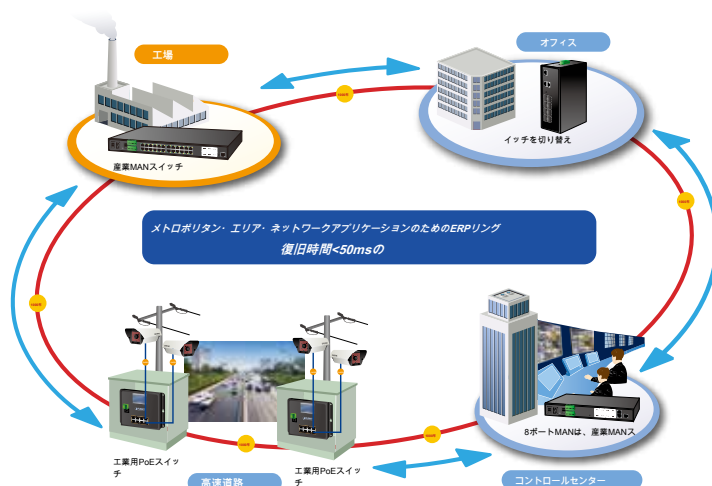 工場
オフィス
産業MANスイッチ
イッチを切り替え
メトロポリタン・エリア・ネットワークアプリケーションのためのERPリング
復旧時間<50msの
8ポートMANは、産業MANス
工業用PoEスイッ
チ
高速道路
工業用PoEスイッ
チ
コントロールセンター